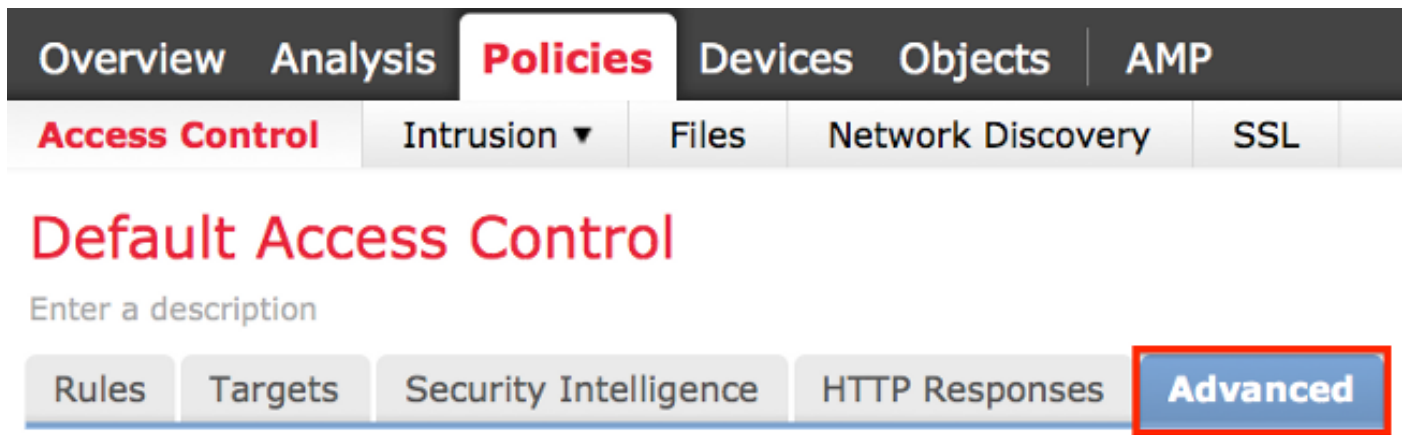 Overview Analysis Policies Devices Objects AMP
Access Control Intrusion ▼ Files Network Discovery SSL
Default Access Control
Enter a description
Rules Targets Security Intelligence HTTP Responses Advanced